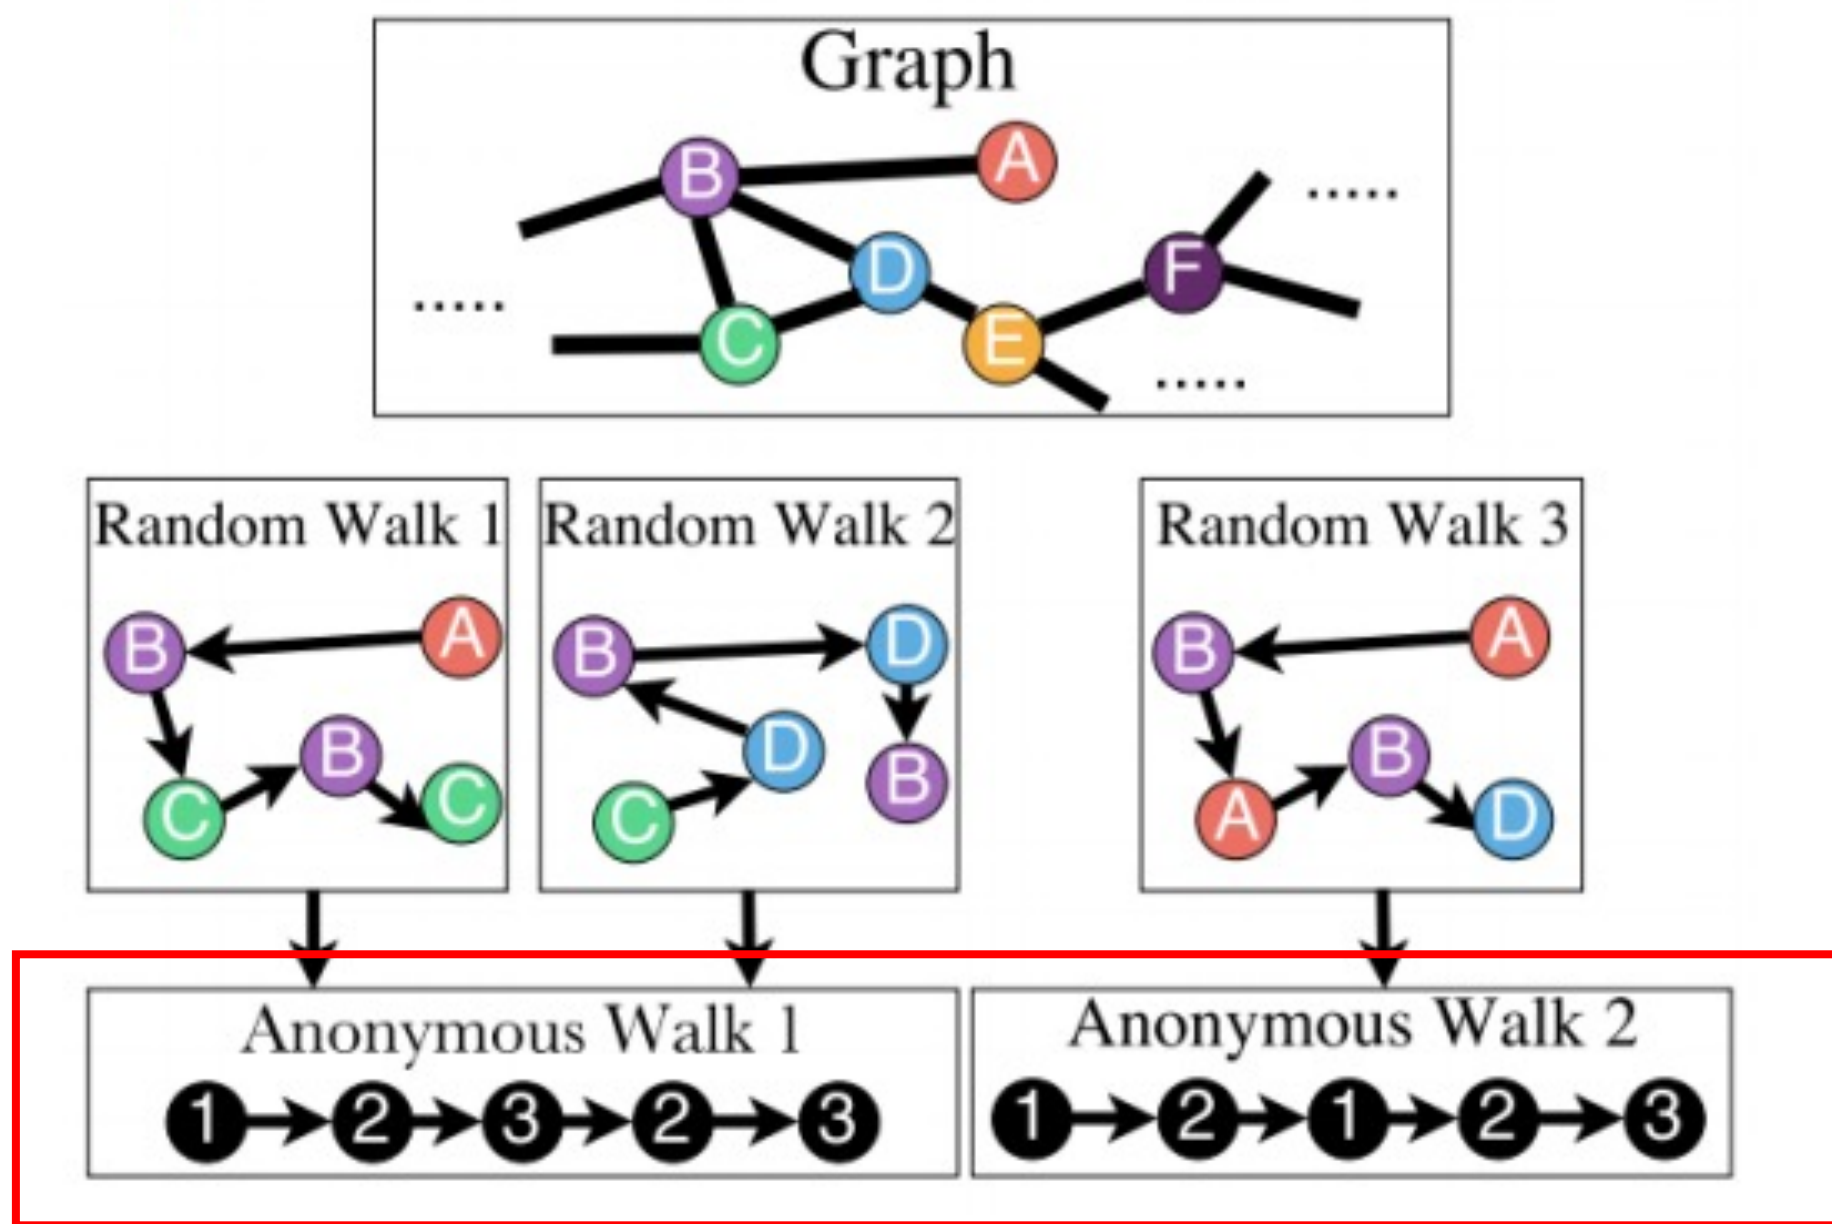 Graph
B A
D F
C E
.....
.....
.....
Random Walk 1
B A
B C
C
Random Walk 2
B D
D B
C
Random Walk 3
B A
B
A D
Anonymous Walk 1
1 2 3 2 3
Anonymous Walk 2
1 2 1 2 3